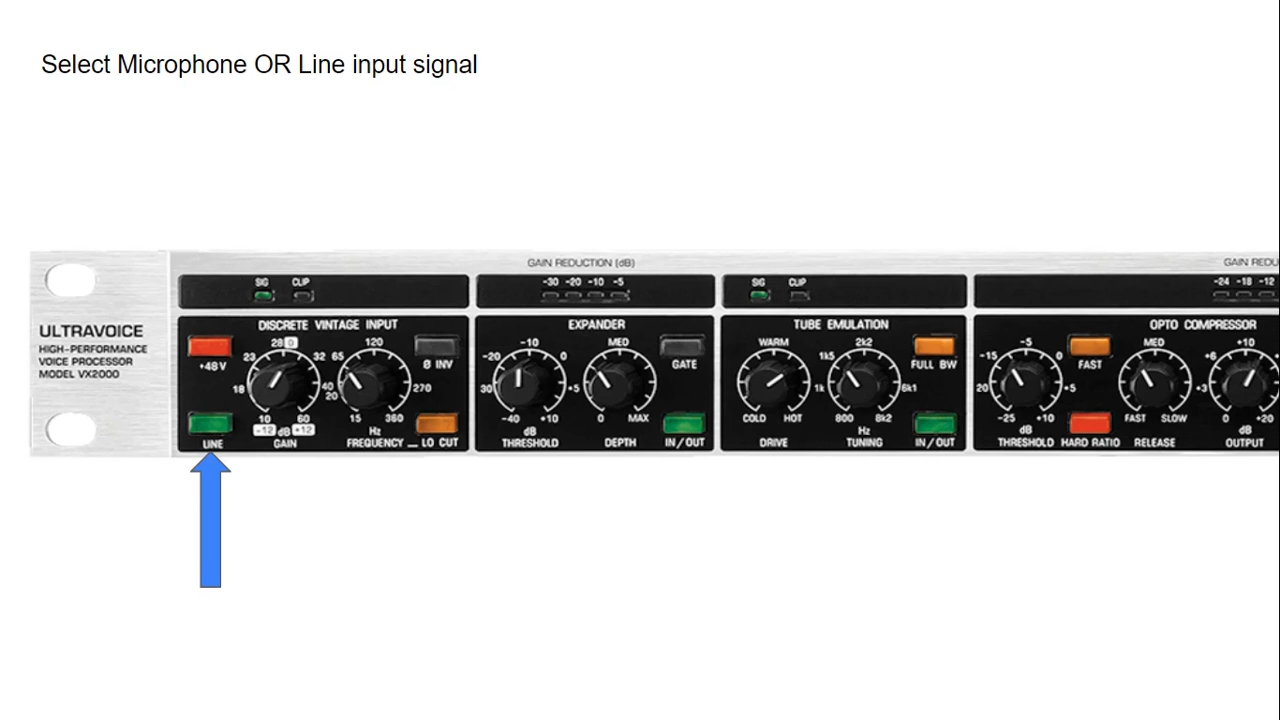 Select Microphone OR Line input signal
GAIN REDUCTION (dB)
GAIN REDU
SIG CLIP
-30 -20 -10 -5
SIG CLIP
-24 -18 -12
ULTRAVOICE
HIGH-PERFORMANCE
VOICE PROCESSOR
MODEL VX2000
DISCRETE VINTAGE INPUT
+48V
LINE
28 0
23 32
18 40
10 60
-12 dB +12
GAIN
120
65
20 270
15 360
Hz
FREQUENCY
Ø INV
LO CUT
EXPANDER
-10
-20 0
30 +5
-40 +10
dB
THRESHOLD
MED
0 MAX
DEPTH
GATE
IN/OUT
TUBE EMULATION
WARM
COLD HOT
DRIVE
2k2
1k5
1k 6k1
800 8k2
Hz
TUNING
FULL BW
IN/OUT
OPTO COMPRESSOR
-5
-15 0
20 +5
-25 +10
dB
THRESHOLD
FAST
HARD RATIO
MED
FAST SLOW
RELEASE
+10
+6
+3
0 +20
dB
OUTPUT